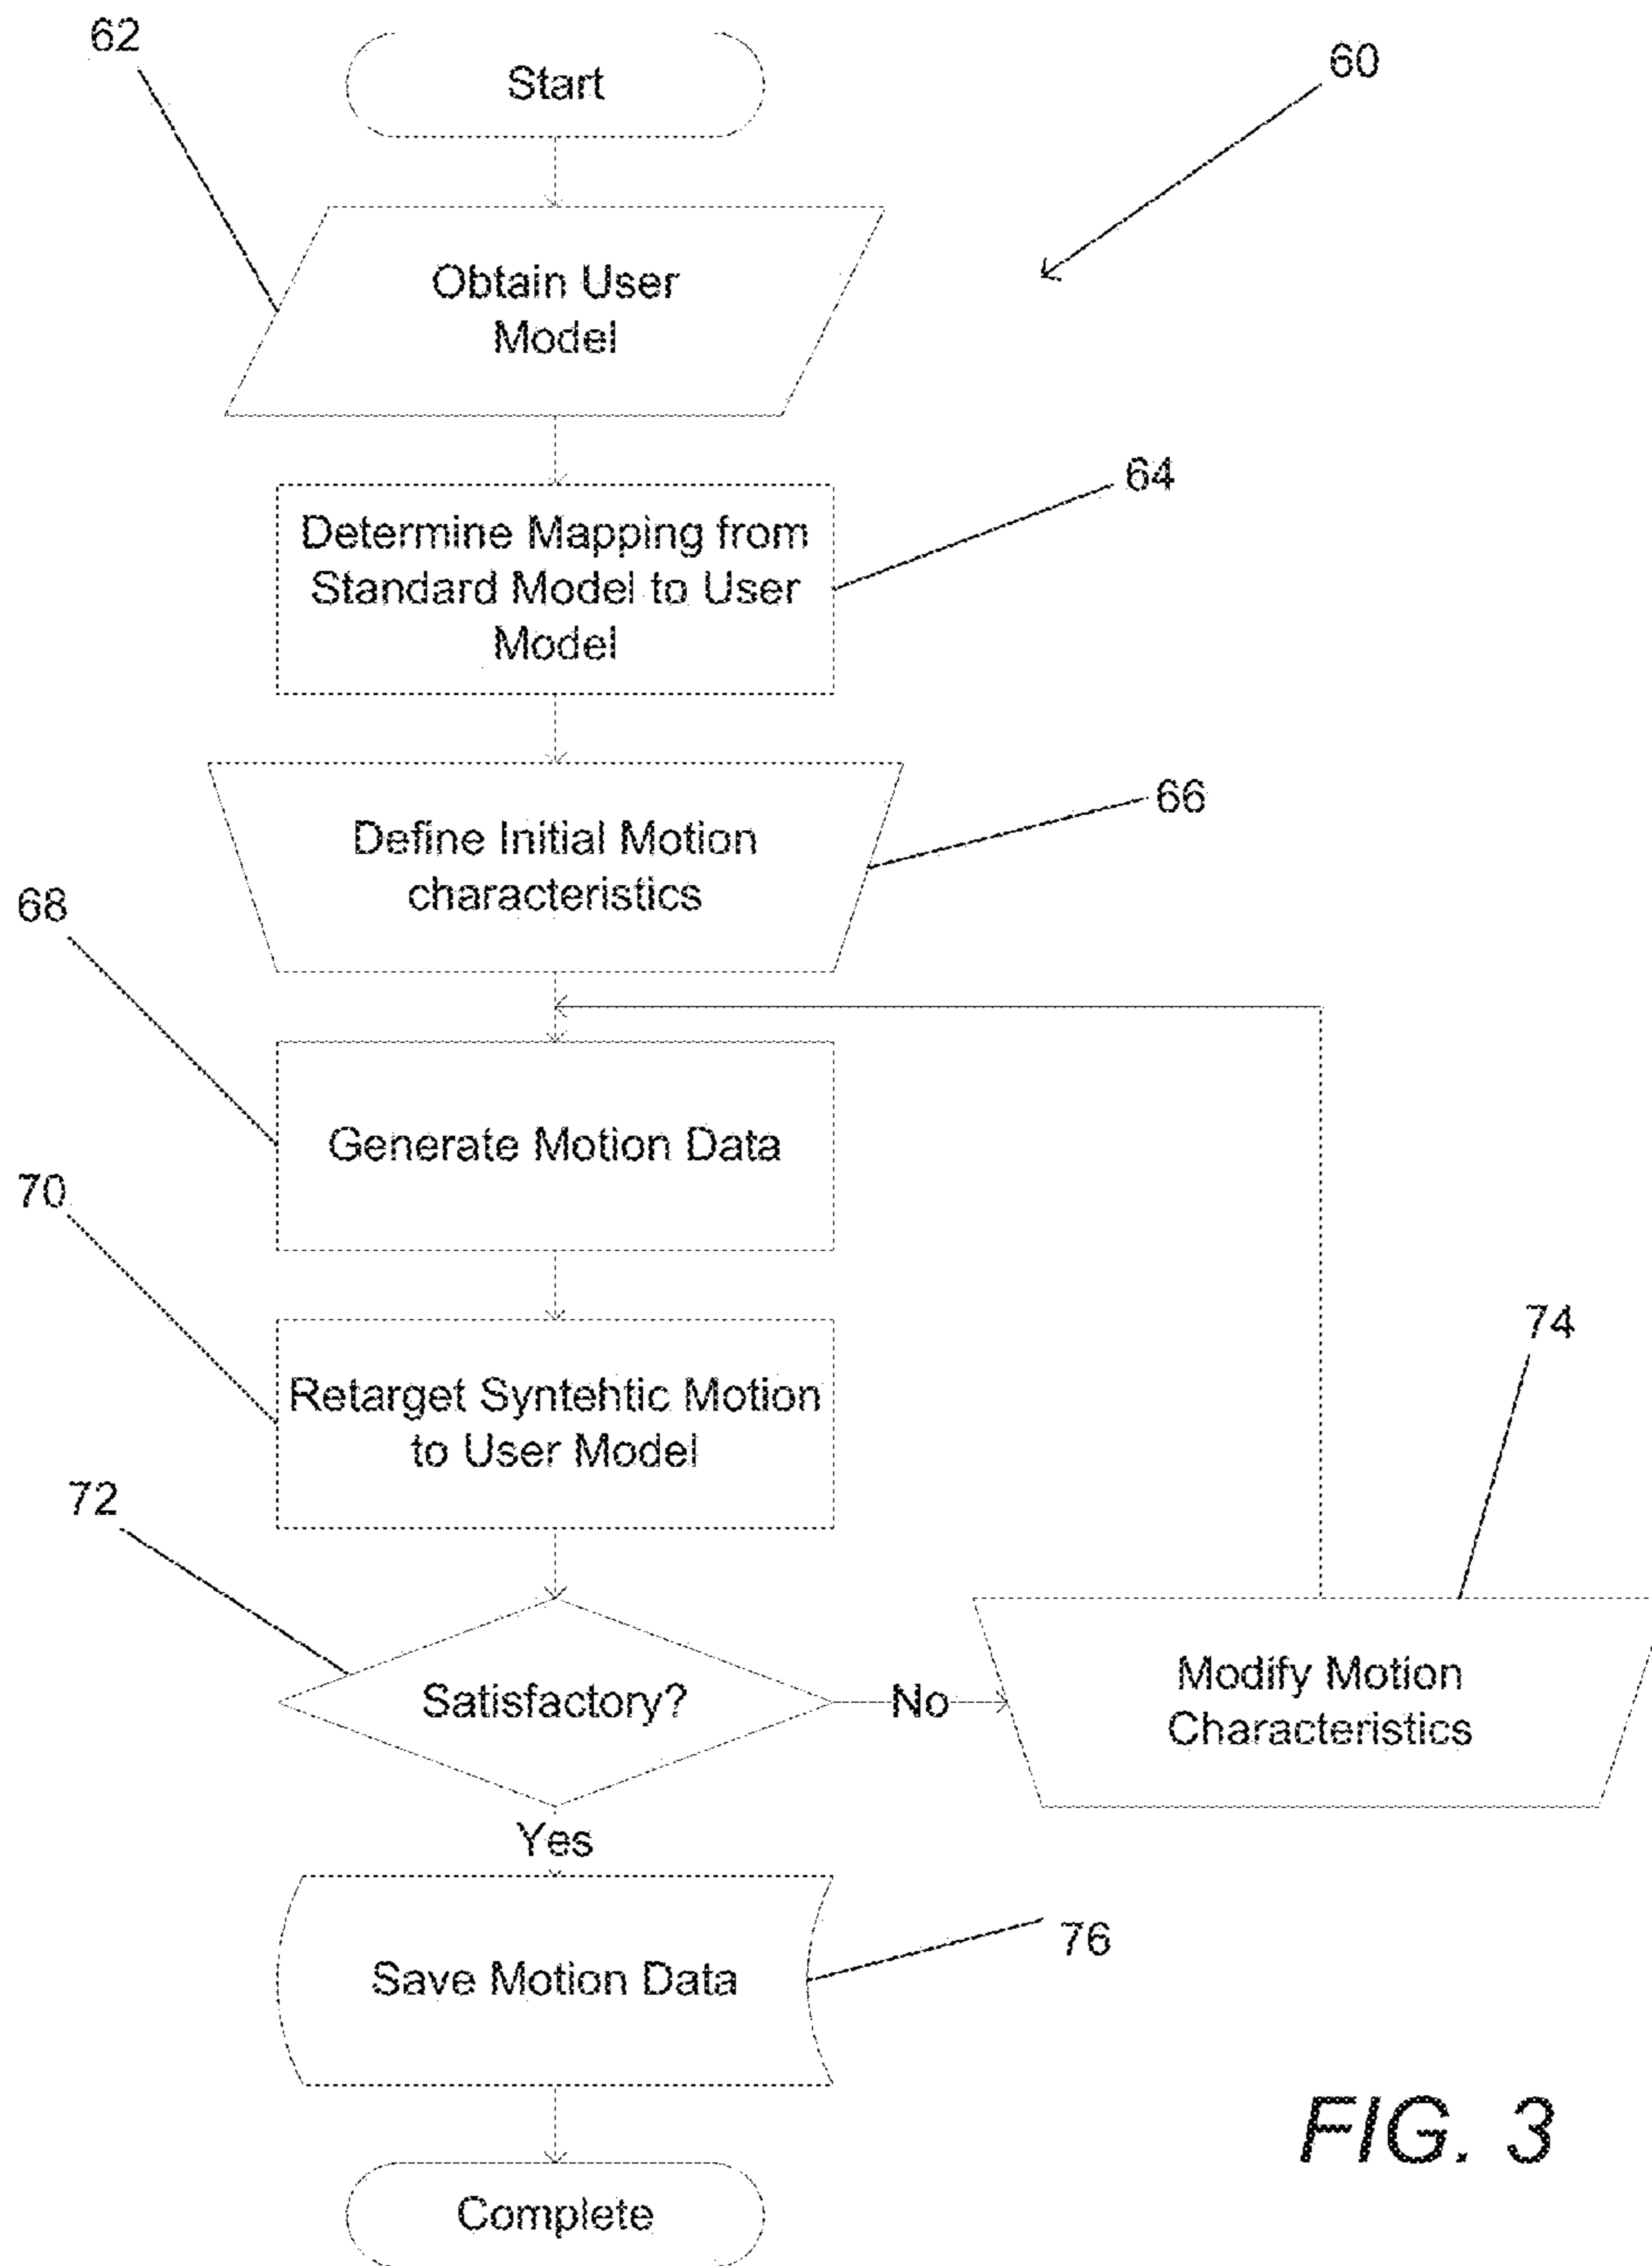 62
Start
60
Obtain User
Model
64
Determine Mapping from
Standard Model to User
Model
66
Define Initial Motion
characteristics
68
Generate Motion Data
70
Retarget Syntehtic Motion
to User Model
74
72
Satisfactory?
No
Modify Motion
Characteristics
Yes
Save Motion Data
76
Complete
FIG. 3